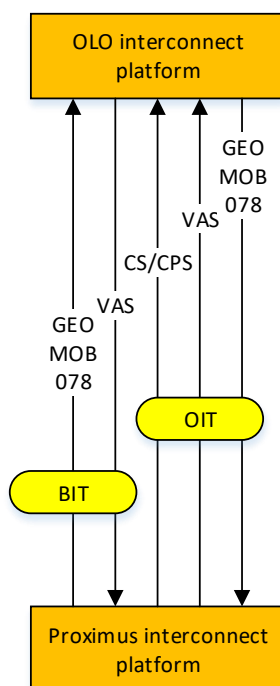 OLO interconnect
platform
GEO
MOB
078
VAS
CS/CPS
VAS
GEO
MOB
078
OIT
BIT
Proximus interconnect
platform